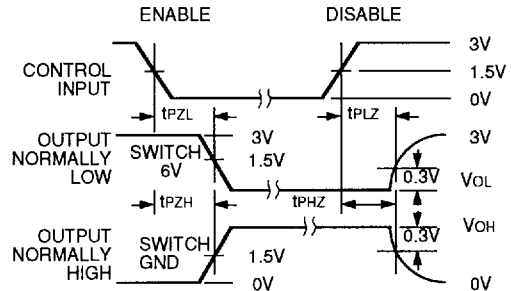 ENABLE DISABLE
3V
CONTROL 1.5V
INPUT
0V
tPZL tPLZ
OUTPUT 3V 3V
NORMALLY SWITCH 1.5V
LOW 6V 0.3V VOL
tPZH tPHZ
VOH
OUTPUT SWITCH 0.3V
NORMALLY GND 1.5V
HIGH 0V 0V